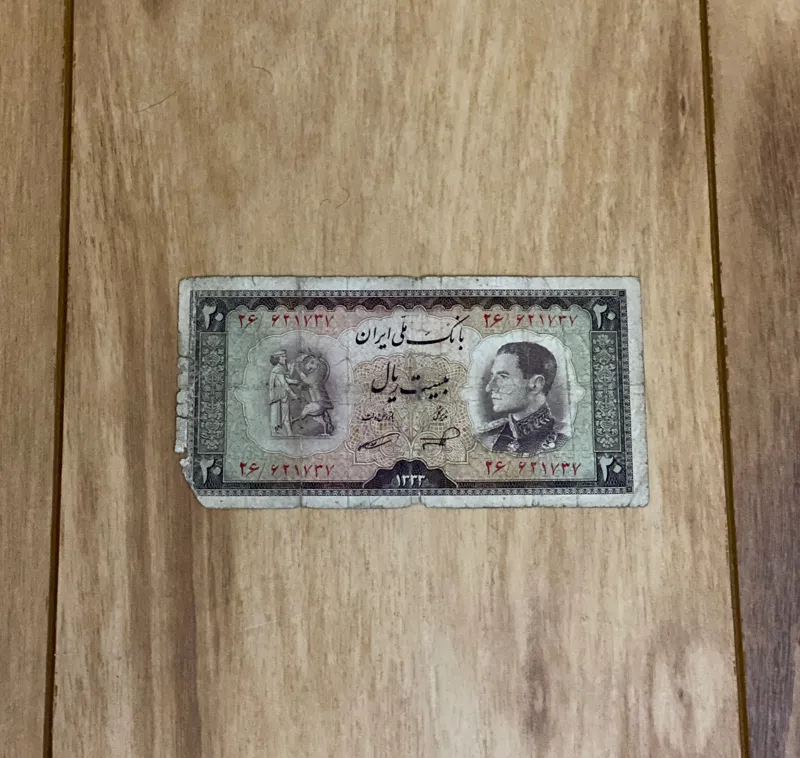 ۲۰ ۲۶/ ۶۲۱۷۳۷ ۲۶/ ۶۲۱۷۳۷ ۲۰
بانک ملی ایران
بیست ریال
۲۰ ۲۶/ ۶۲۱۷۳۷ ۲۶/ ۶۲۱۷۳۷ ۲۰
۱۳۳۳